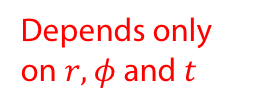 Depends only
on 𝑟, 𝜙 and 𝑡